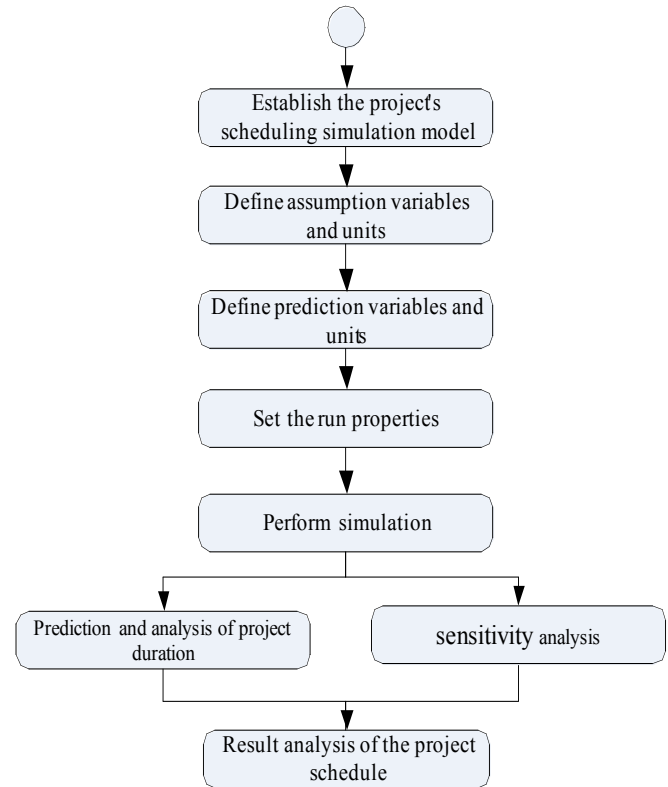 Establish the project's
scheduling simulation model
Define assumption variables
and units
Define prediction variables and
units
Set the run properties
Perform simulation
Prediction and analysis of project
duration
sensitivity analysis
Result analysis of the project
schedule